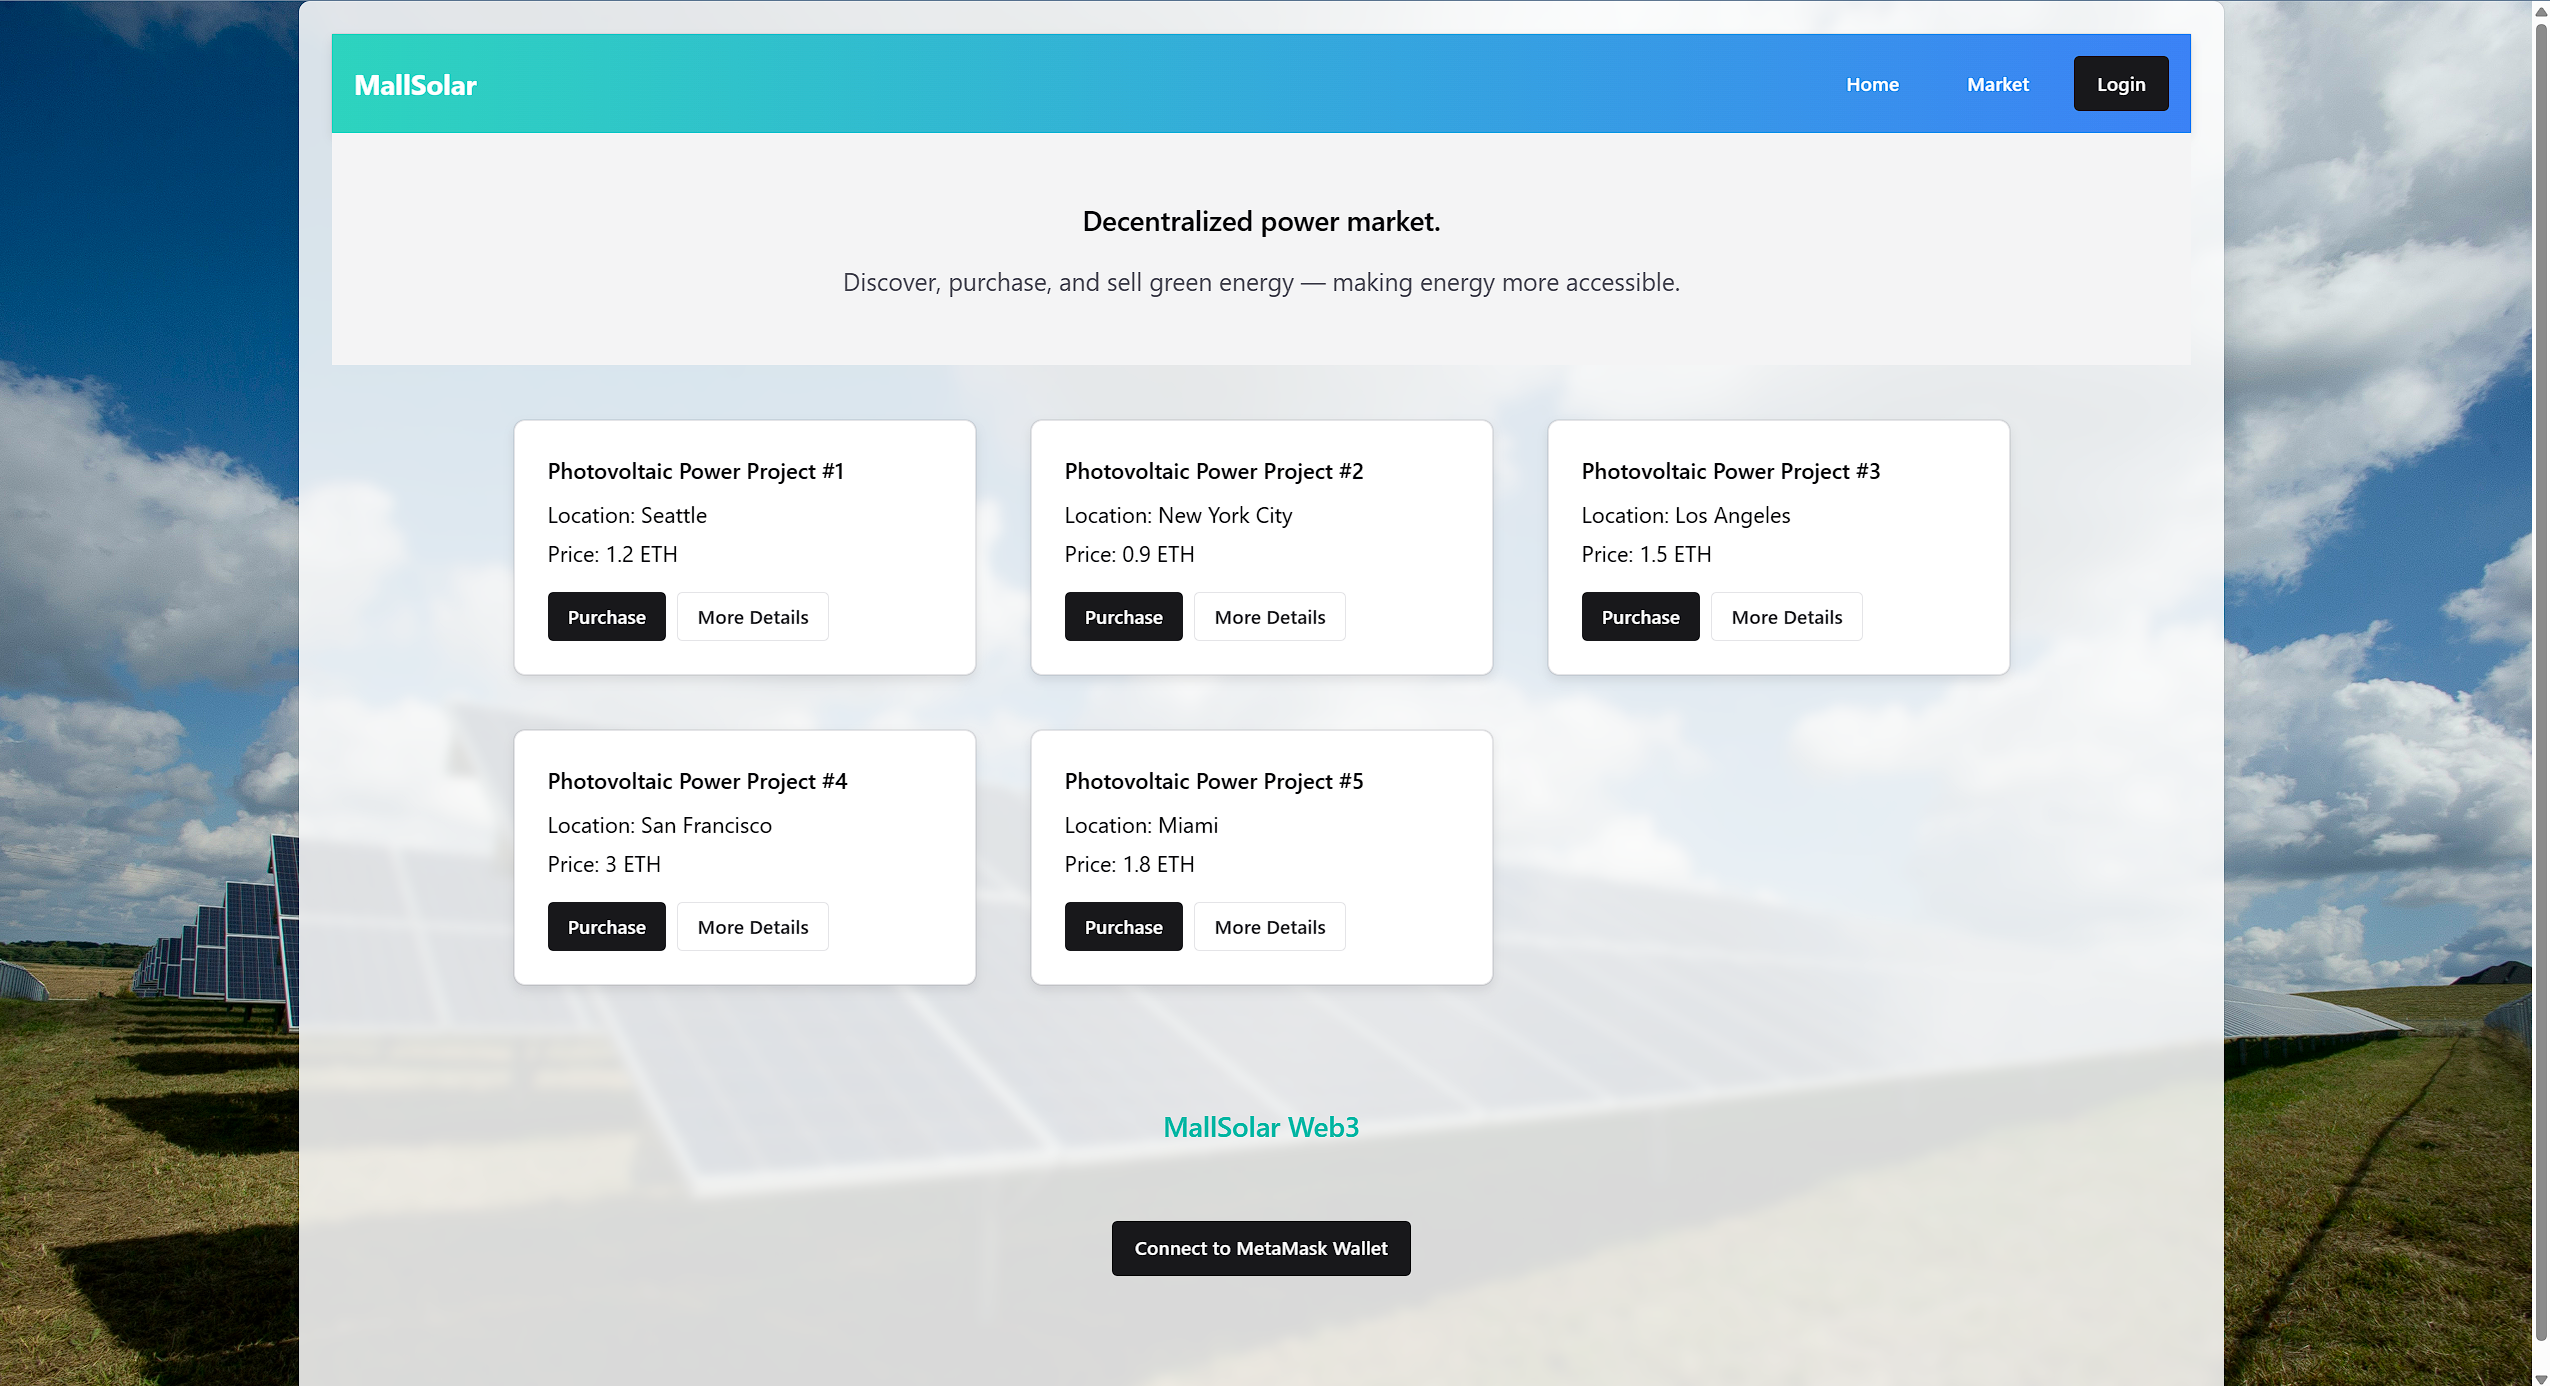 MallSolar
Home
Market
Login
Decentralized power market.
Discover, purchase, and sell green energy — making energy more accessible.
Photovoltaic Power Project #1
Location: Seattle
Price: 1.2 ETH
Purchase
More Details
Photovoltaic Power Project #2
Location: New York City
Price: 0.9 ETH
Purchase
More Details
Photovoltaic Power Project #3
Location: Los Angeles
Price: 1.5 ETH
Purchase
More Details
Photovoltaic Power Project #4
Location: San Francisco
Price: 3 ETH
Purchase
More Details
Photovoltaic Power Project #5
Location: Miami
Price: 1.8 ETH
Purchase
More Details
MallSolar Web3
Connect to MetaMask Wallet